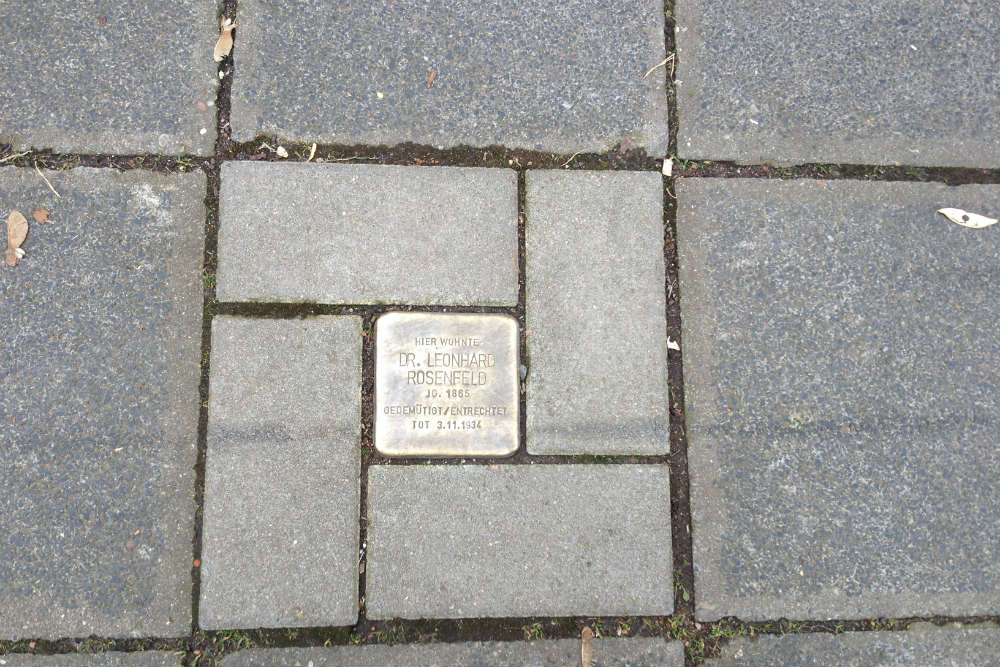 HIER WOHNTE
DR. LEONHARD
ROSENFELD
JG. 1865
GEDEMÜTIGT/ENTRECHTET
TOT 3.11.1934